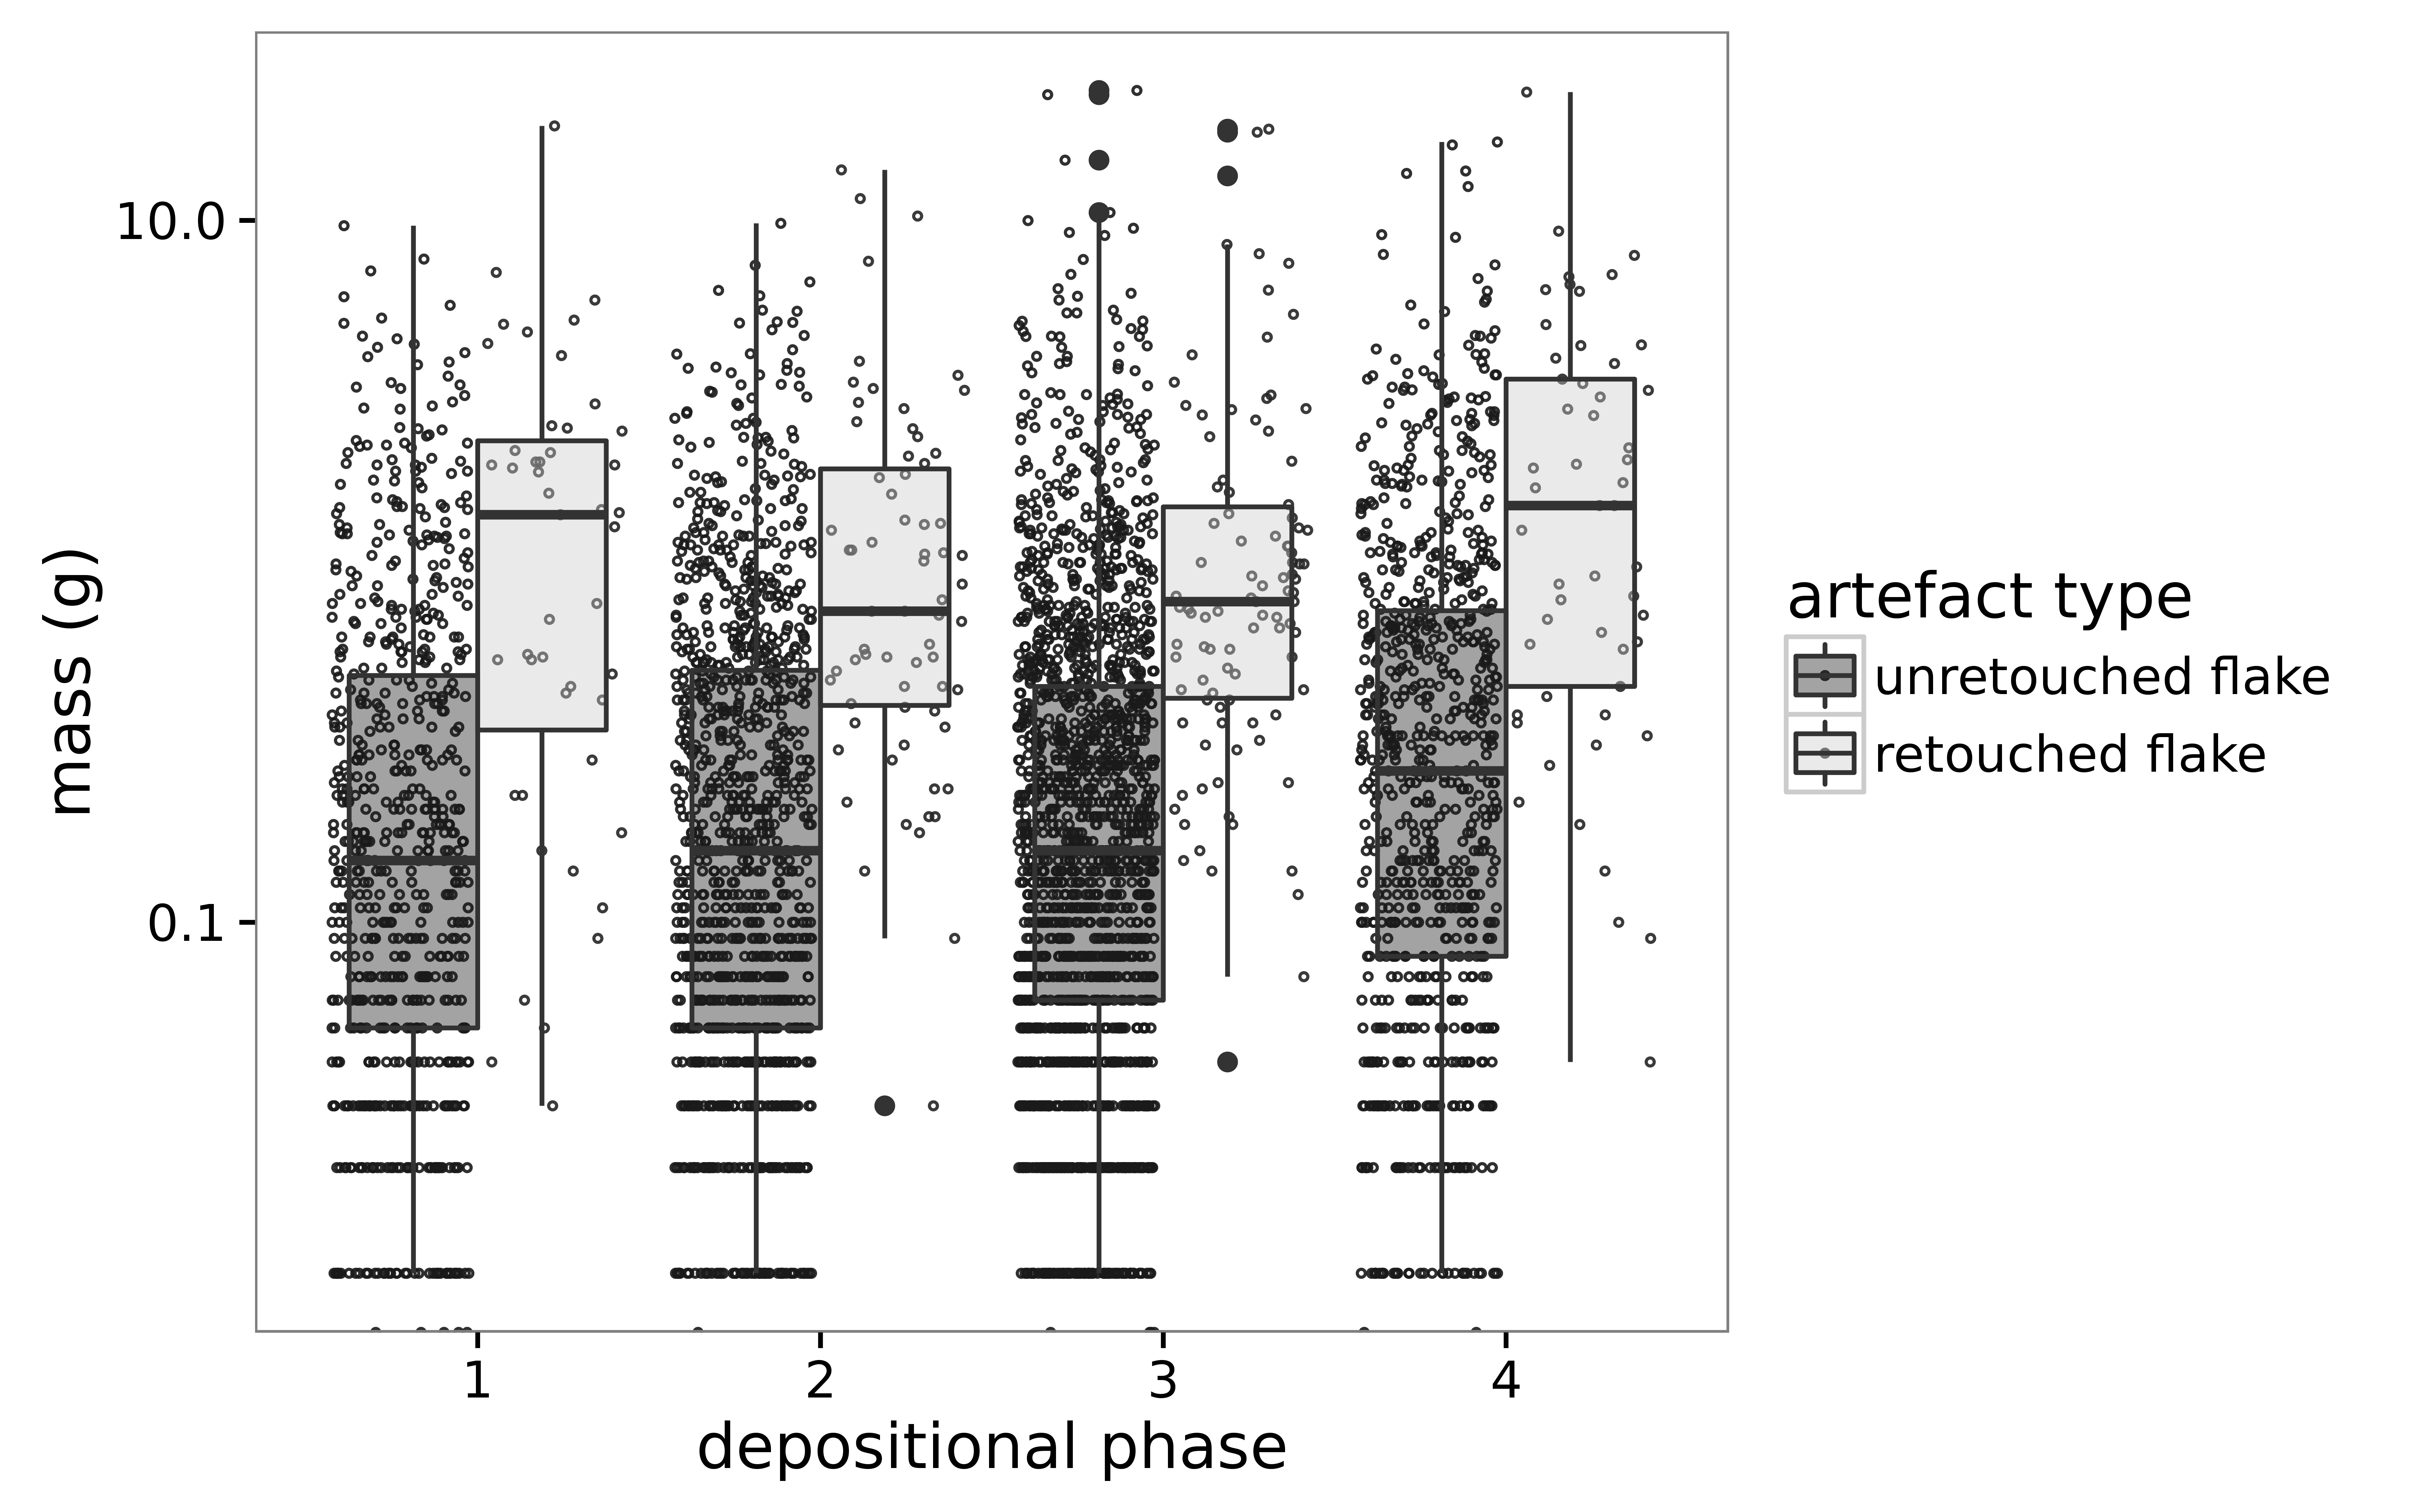 10.0
0.1
mass (g)
1 2 3 4
depositional phase
artefact type
unretouched flake
retouched flake